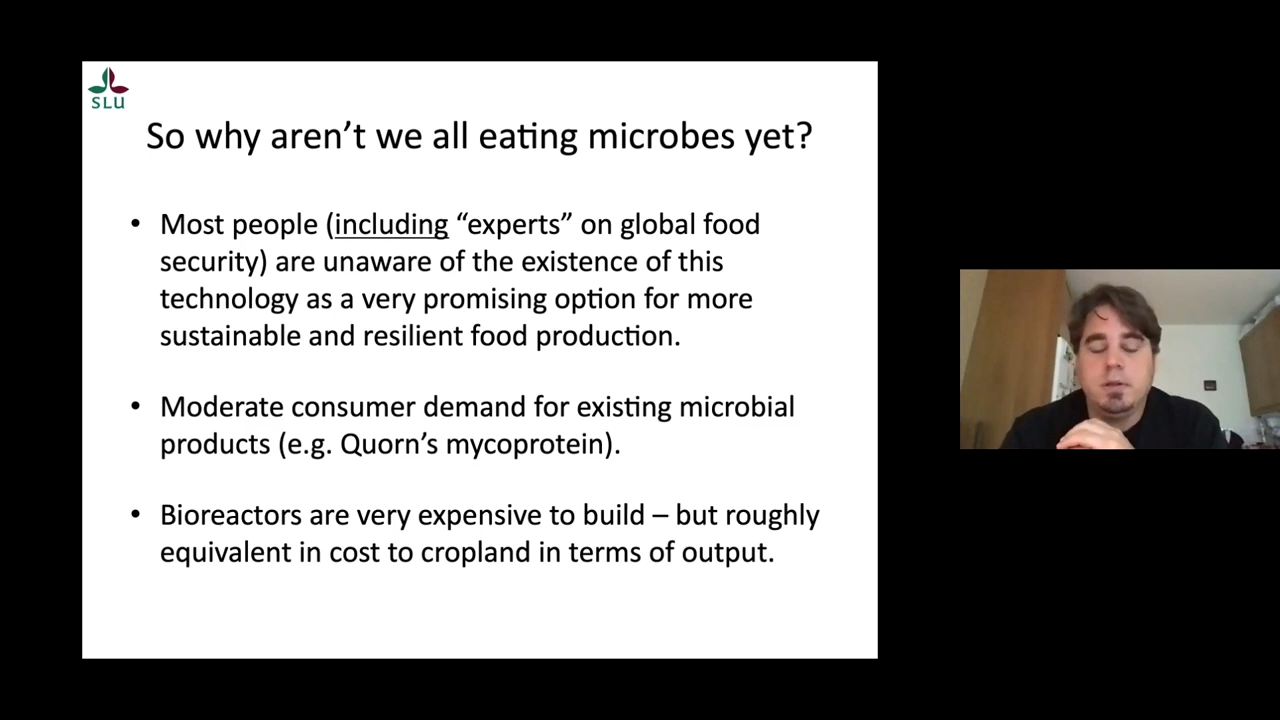 SLU
So why aren’t we all eating microbes yet?
• Most people (including “experts” on global food
security) are unaware of the existence of this
technology as a very promising option for more
sustainable and resilient food production.
• Moderate consumer demand for existing microbial
products (e.g. Quorn’s mycoprotein).
• Bioreactors are very expensive to build – but roughly
equivalent in cost to cropland in terms of output.